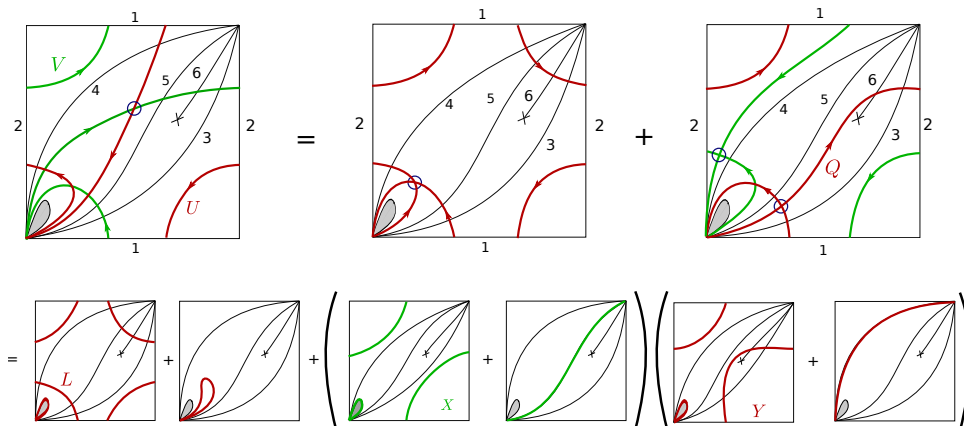 1 1 1
V 4 5 6 3 2 2 U 1
=
4 5 6 3 2 2 1
+
4 5 6 3 2 2 Q 1
= L + + ( X + ) ( Y + )